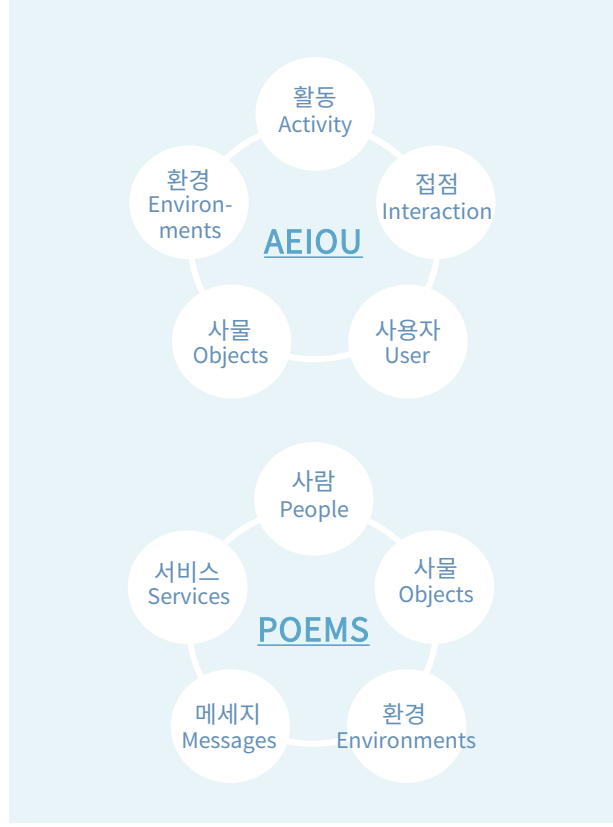 활동
Activity
환경
Environ-
ments
접점
Interaction
AEIOU
사물
Objects
사용자
User
사람
People
서비스
Services
사물
Objects
POEMS
메세지
Messages
환경
Environments